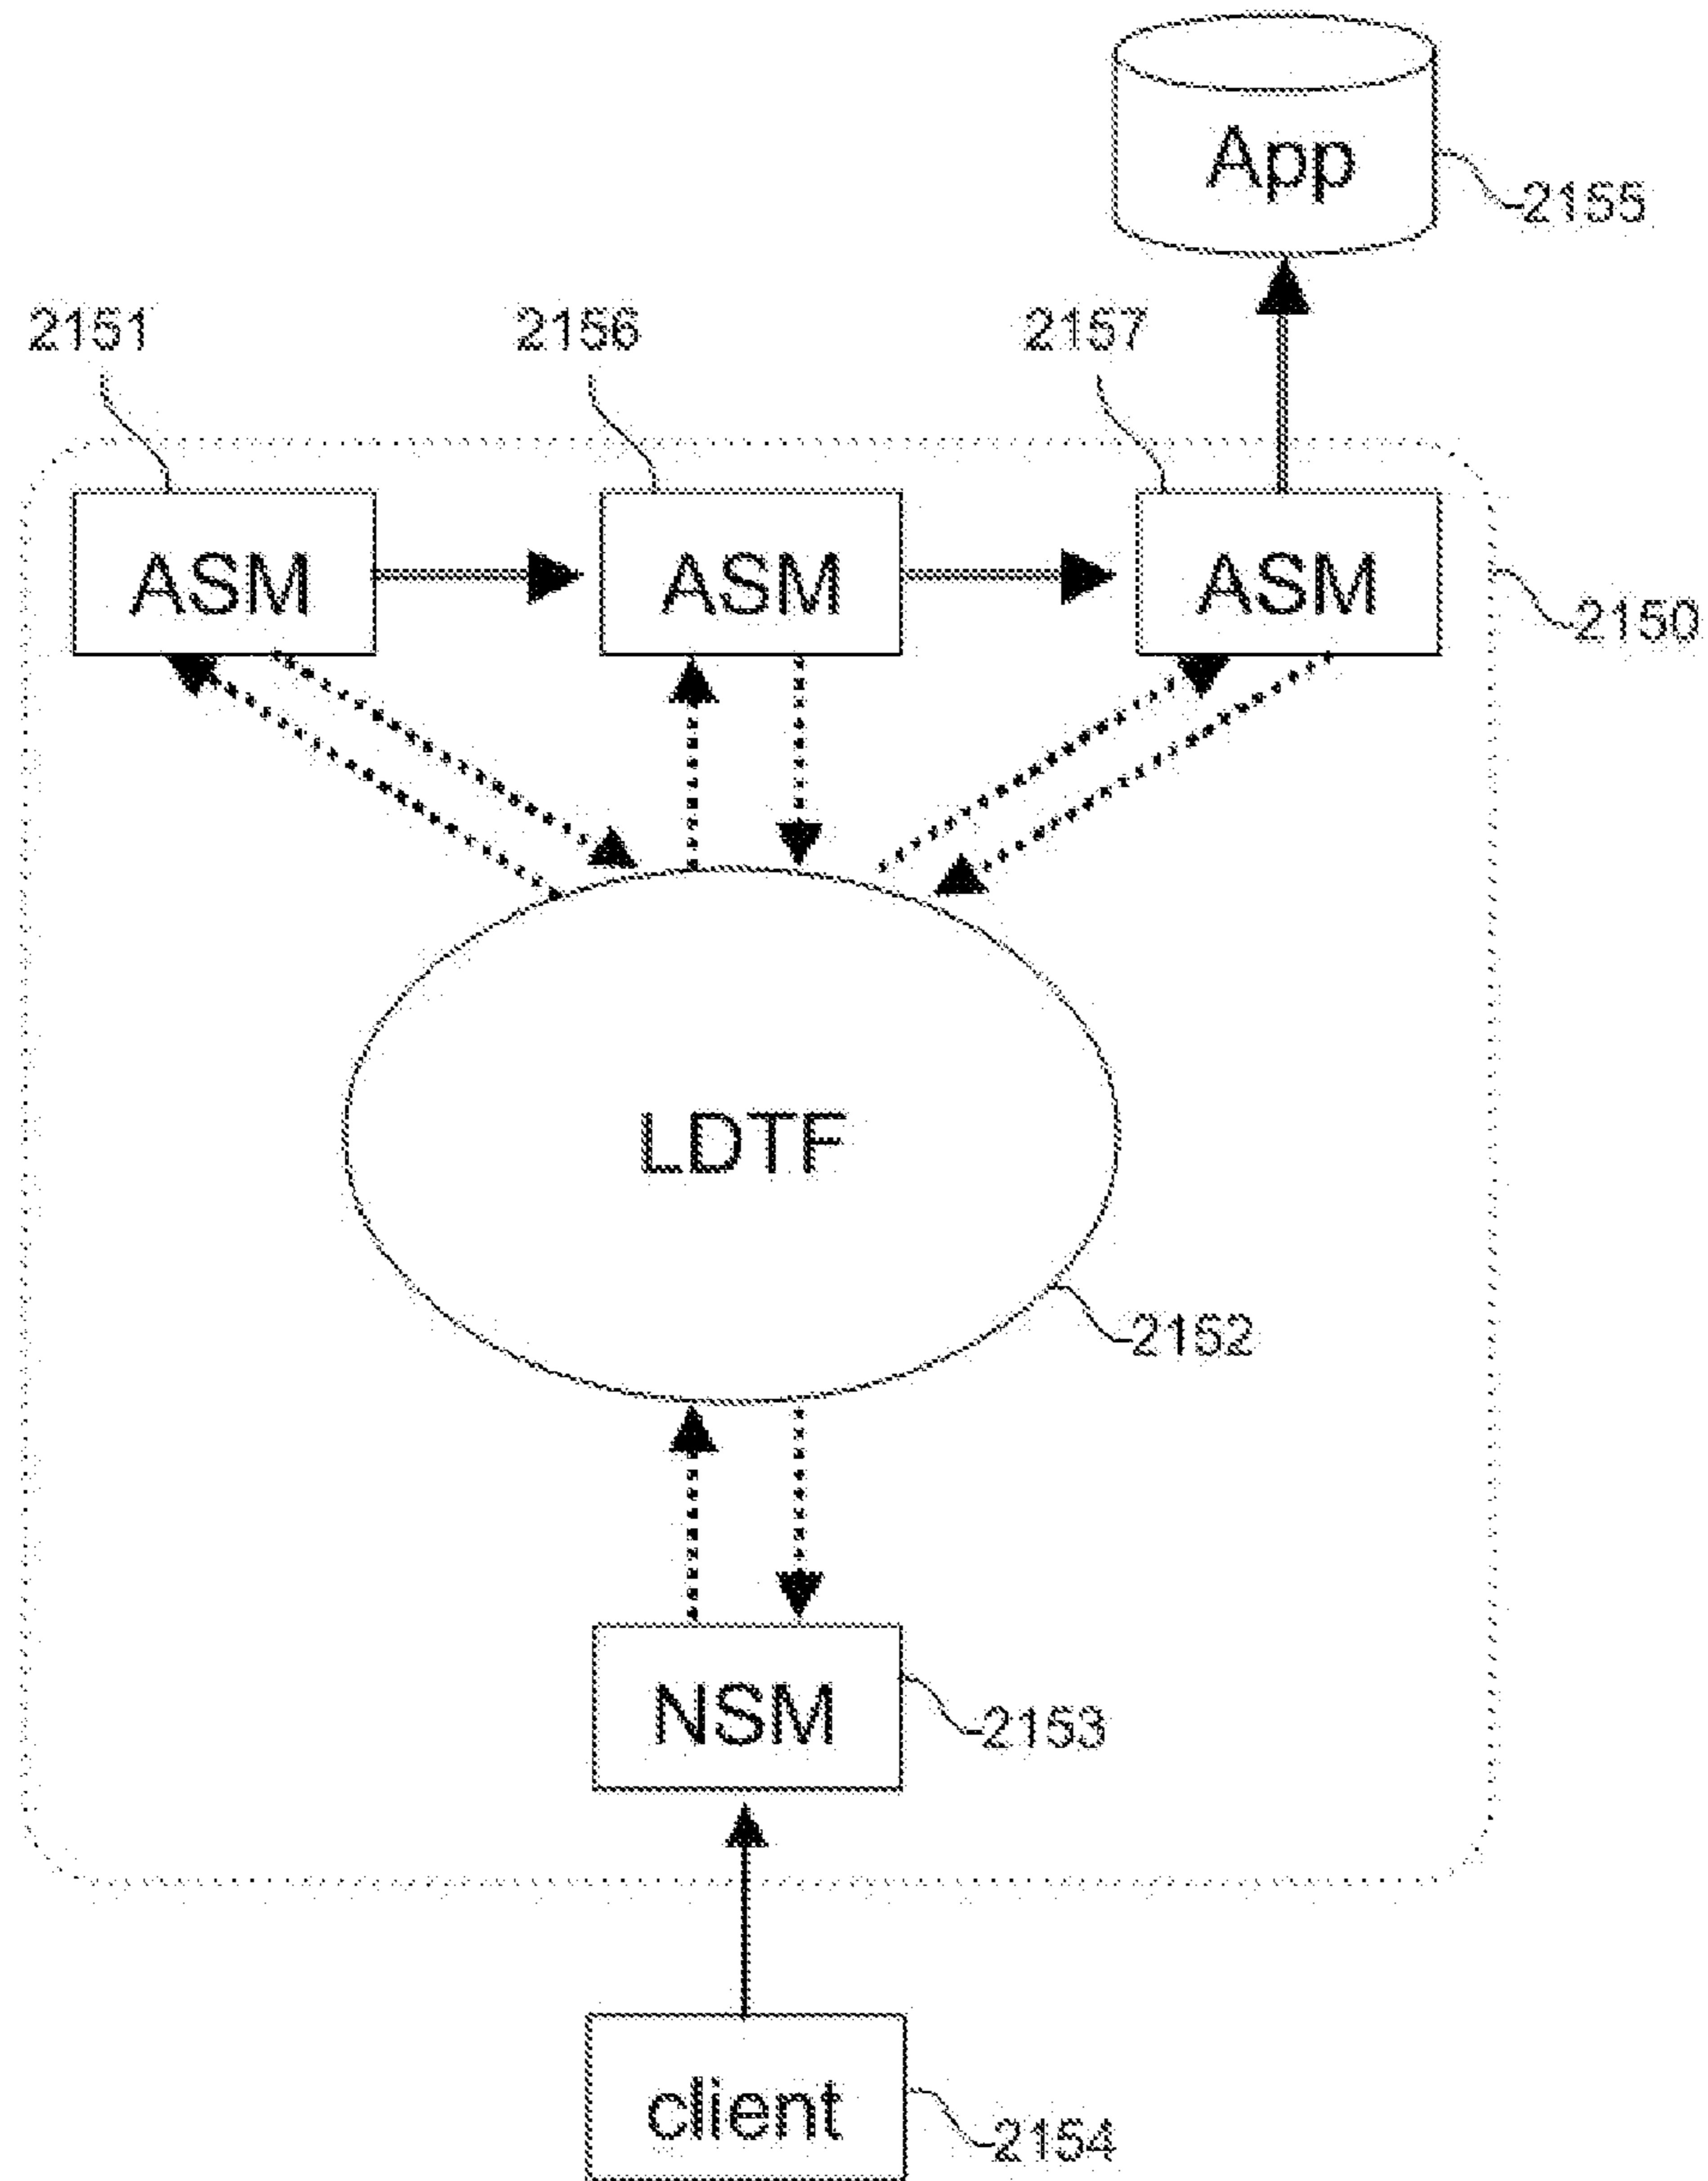 App
2155
2151
2156
2157
ASM
ASM
ASM
2150
LDTF
2152
NSM
2153
client
2154